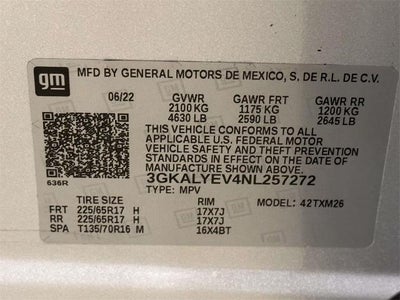 gm MFD BY GENERAL MOTORS DE MEXICO, S. DE R.L. DE C.V.
06/22 GVWR GAWR FRT GAWR RR
2100 KG 1175 KG 1200 KG
4630 LB 2590 LB 2645 LB
THIS VEHICLE CONFORMS TO ALL
APPLICABLE U.S. FEDERAL MOTOR
VEHICLE SAFETY AND THEFT PREVENTION
STANDARDS IN EFFECT ON THE DATE OF
MANUFACTURE SHOWN ABOVE.
3GKALYEV4NL257272
636R TYPE: MPV
TIRE SIZE RIM MODEL: 42TXM26
FRT 225/65R17 H 17X7J
RR 225/65R17 H 17X7J
SPA T135/70R16 M 16X4BT